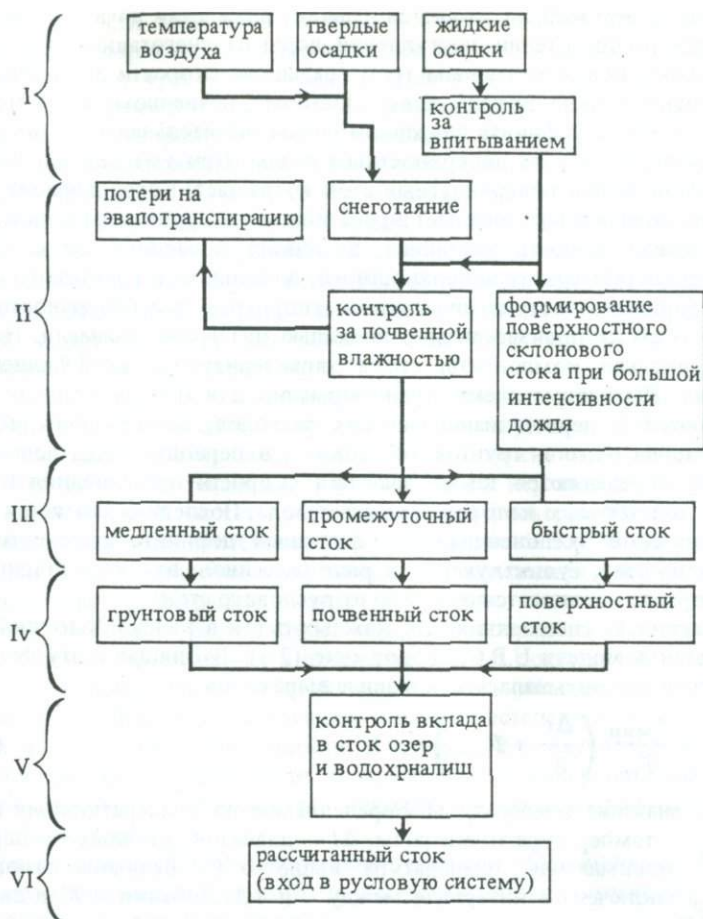 I
температура
воздуха
твердые
осадки
жидкие
осадки
контроль
за
впитыванием
II
потери на
эвапотранспирацию
снеготаяние
контроль
за почвенной
влажностью
формирование
поверхностного
склонового
стока при большой
интенсивности
дождя
III
медленный сток
промежуточный
сток
быстрый сток
Iv
грунтовый сток
почвенный сток
поверхностный
сток
V
контроль вклада
в сток озер
и водохрналищ
VI
рассчитанный сток
(вход в русловую систему)